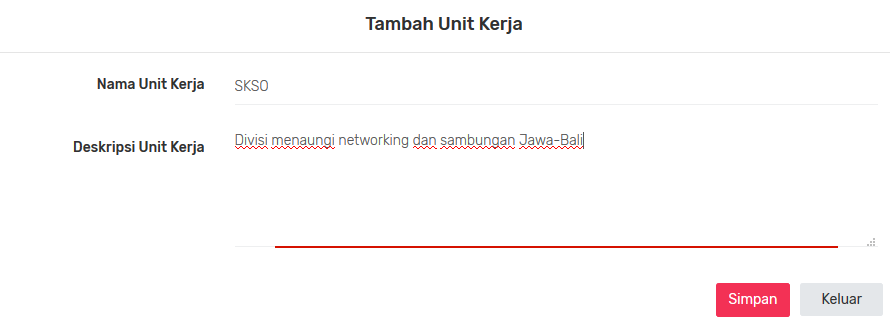 Tambah Unit Kerja
Nama Unit Kerja SKSO
Deskripsi Unit Kerja Divisi menaungi networking dan sambungan Jawa-Bali
Simpan Keluar